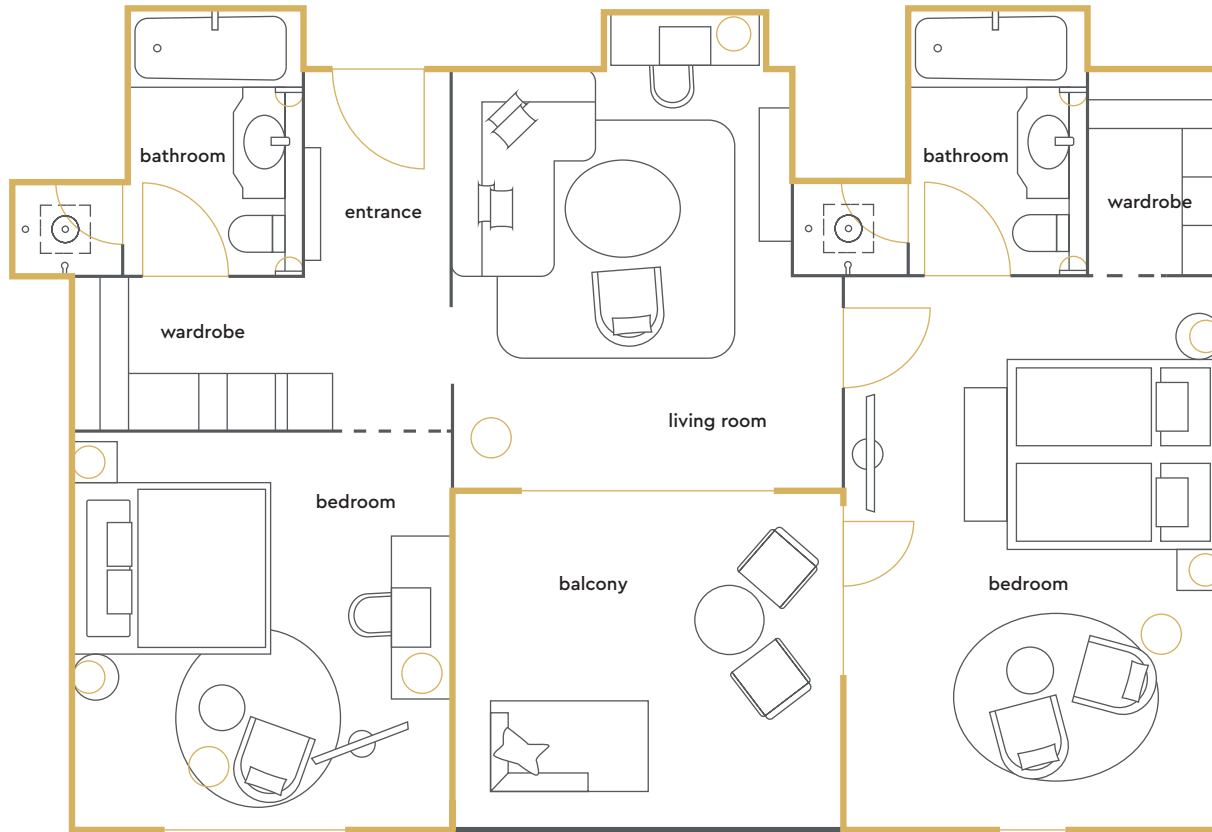 bathroom
bathroom
wardrobe
entrance
wardrobe
living room
bedroom
balcony
bedroom